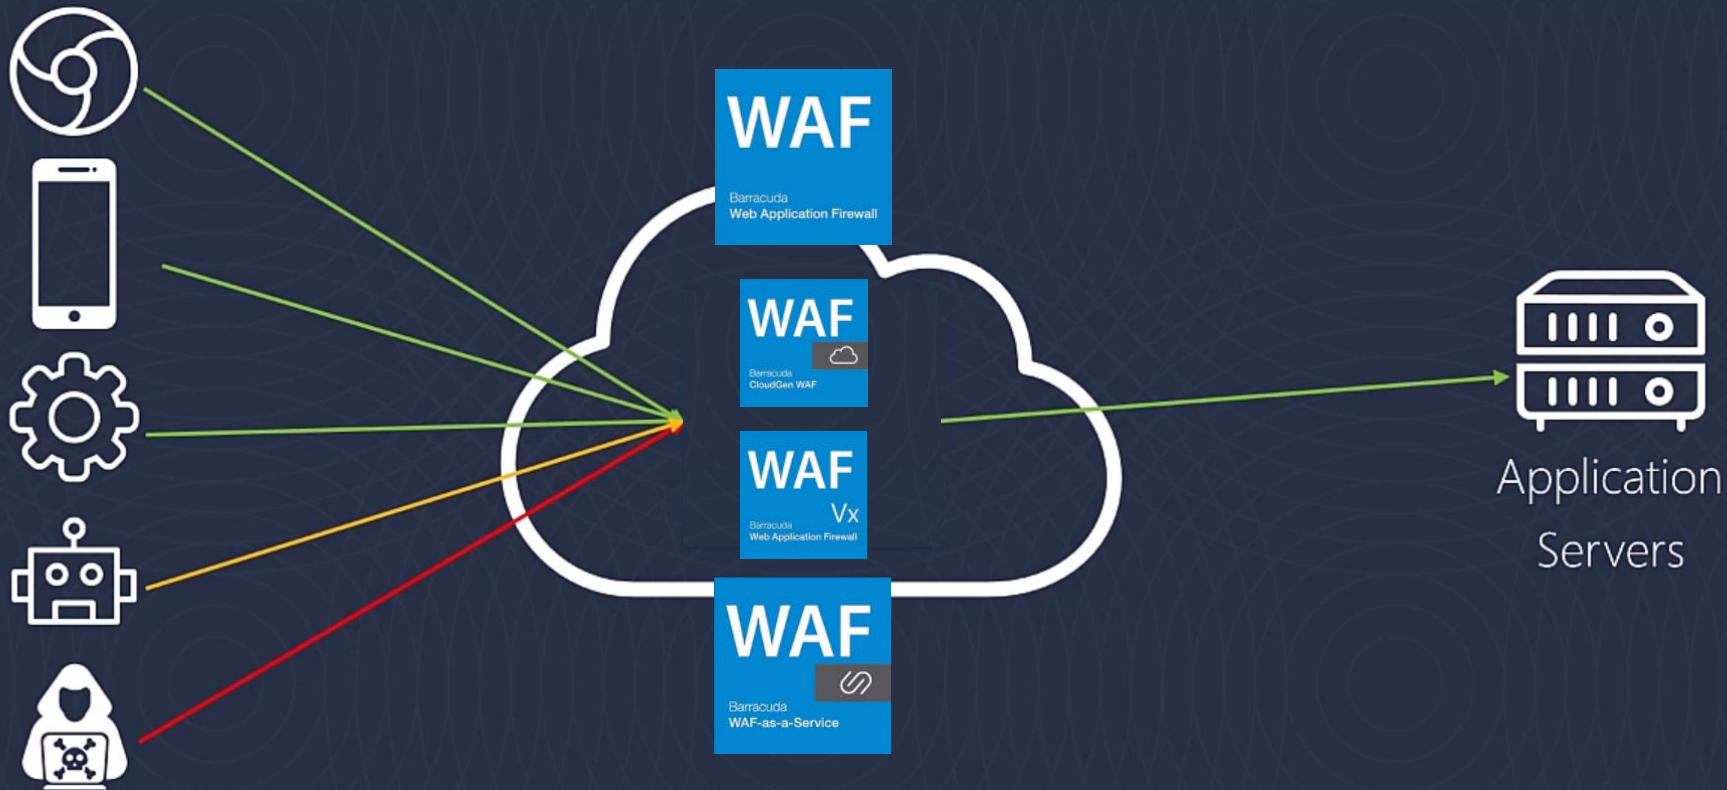 WAF
Barracuda
Web Application Firewall
WAF
Barracuda
CloudGen WAF
WAF
Vx
Barracuda
Web Application Firewall
WAF
Barracuda
WAF-as-a-Service
Application
Servers